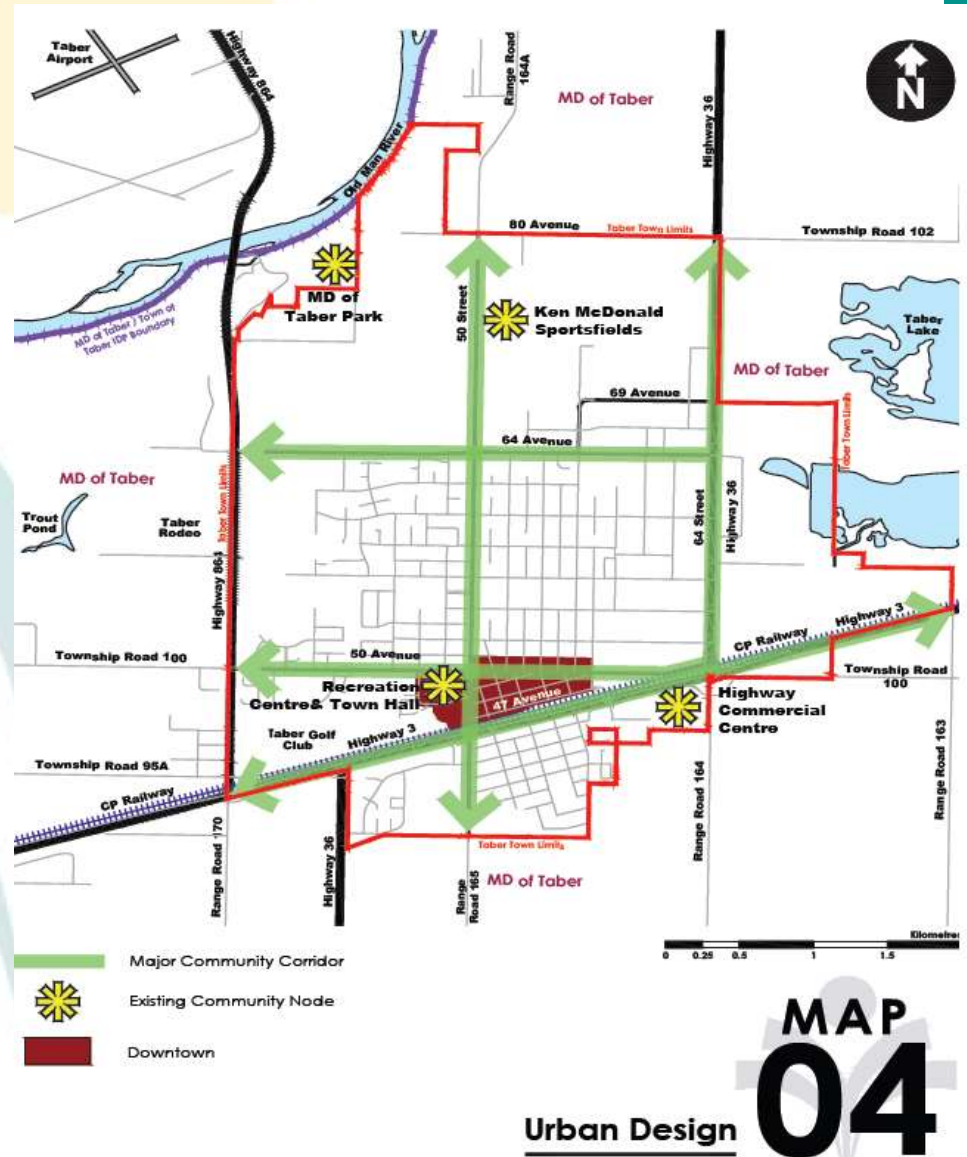 Taber
Airport
Highway 864
Old Man River
Range Road
164A
MD of Taber
Highway 36
N
80 Avenue
Taber Town Limits
Township Road 102
MD of
Taber Park
MD of Taber / Town of
Taber IDP Boundary
50 Street
Ken McDonald
Sportsfields
Taber
Lake
MD of Taber
69 Avenue
64 Avenue
Taber Town Limits
MD of Taber
Trout
Pond
Taber
Rodeo
Taber Town Limits
Highway 864
64 Street
Highway 36
CP Railway
Highway 3
Township Road 100
50 Avenue
Township Road
100
Recreation
Centre& Town Hall
47 Avenue
Highway
Commercial
Centre
Taber Golf
Club
Highway 3
Township Road 95A
CP Railway
Range Road 170
Highway 36
Taber Town Limits
Range
Road 165
MD of Taber
Range Road 164
Range Road 163
Kilometres
0 0.25 0.5 1 1.5
Major Community Corridor
Existing Community Node
Downtown
MAP
04
Urban Design